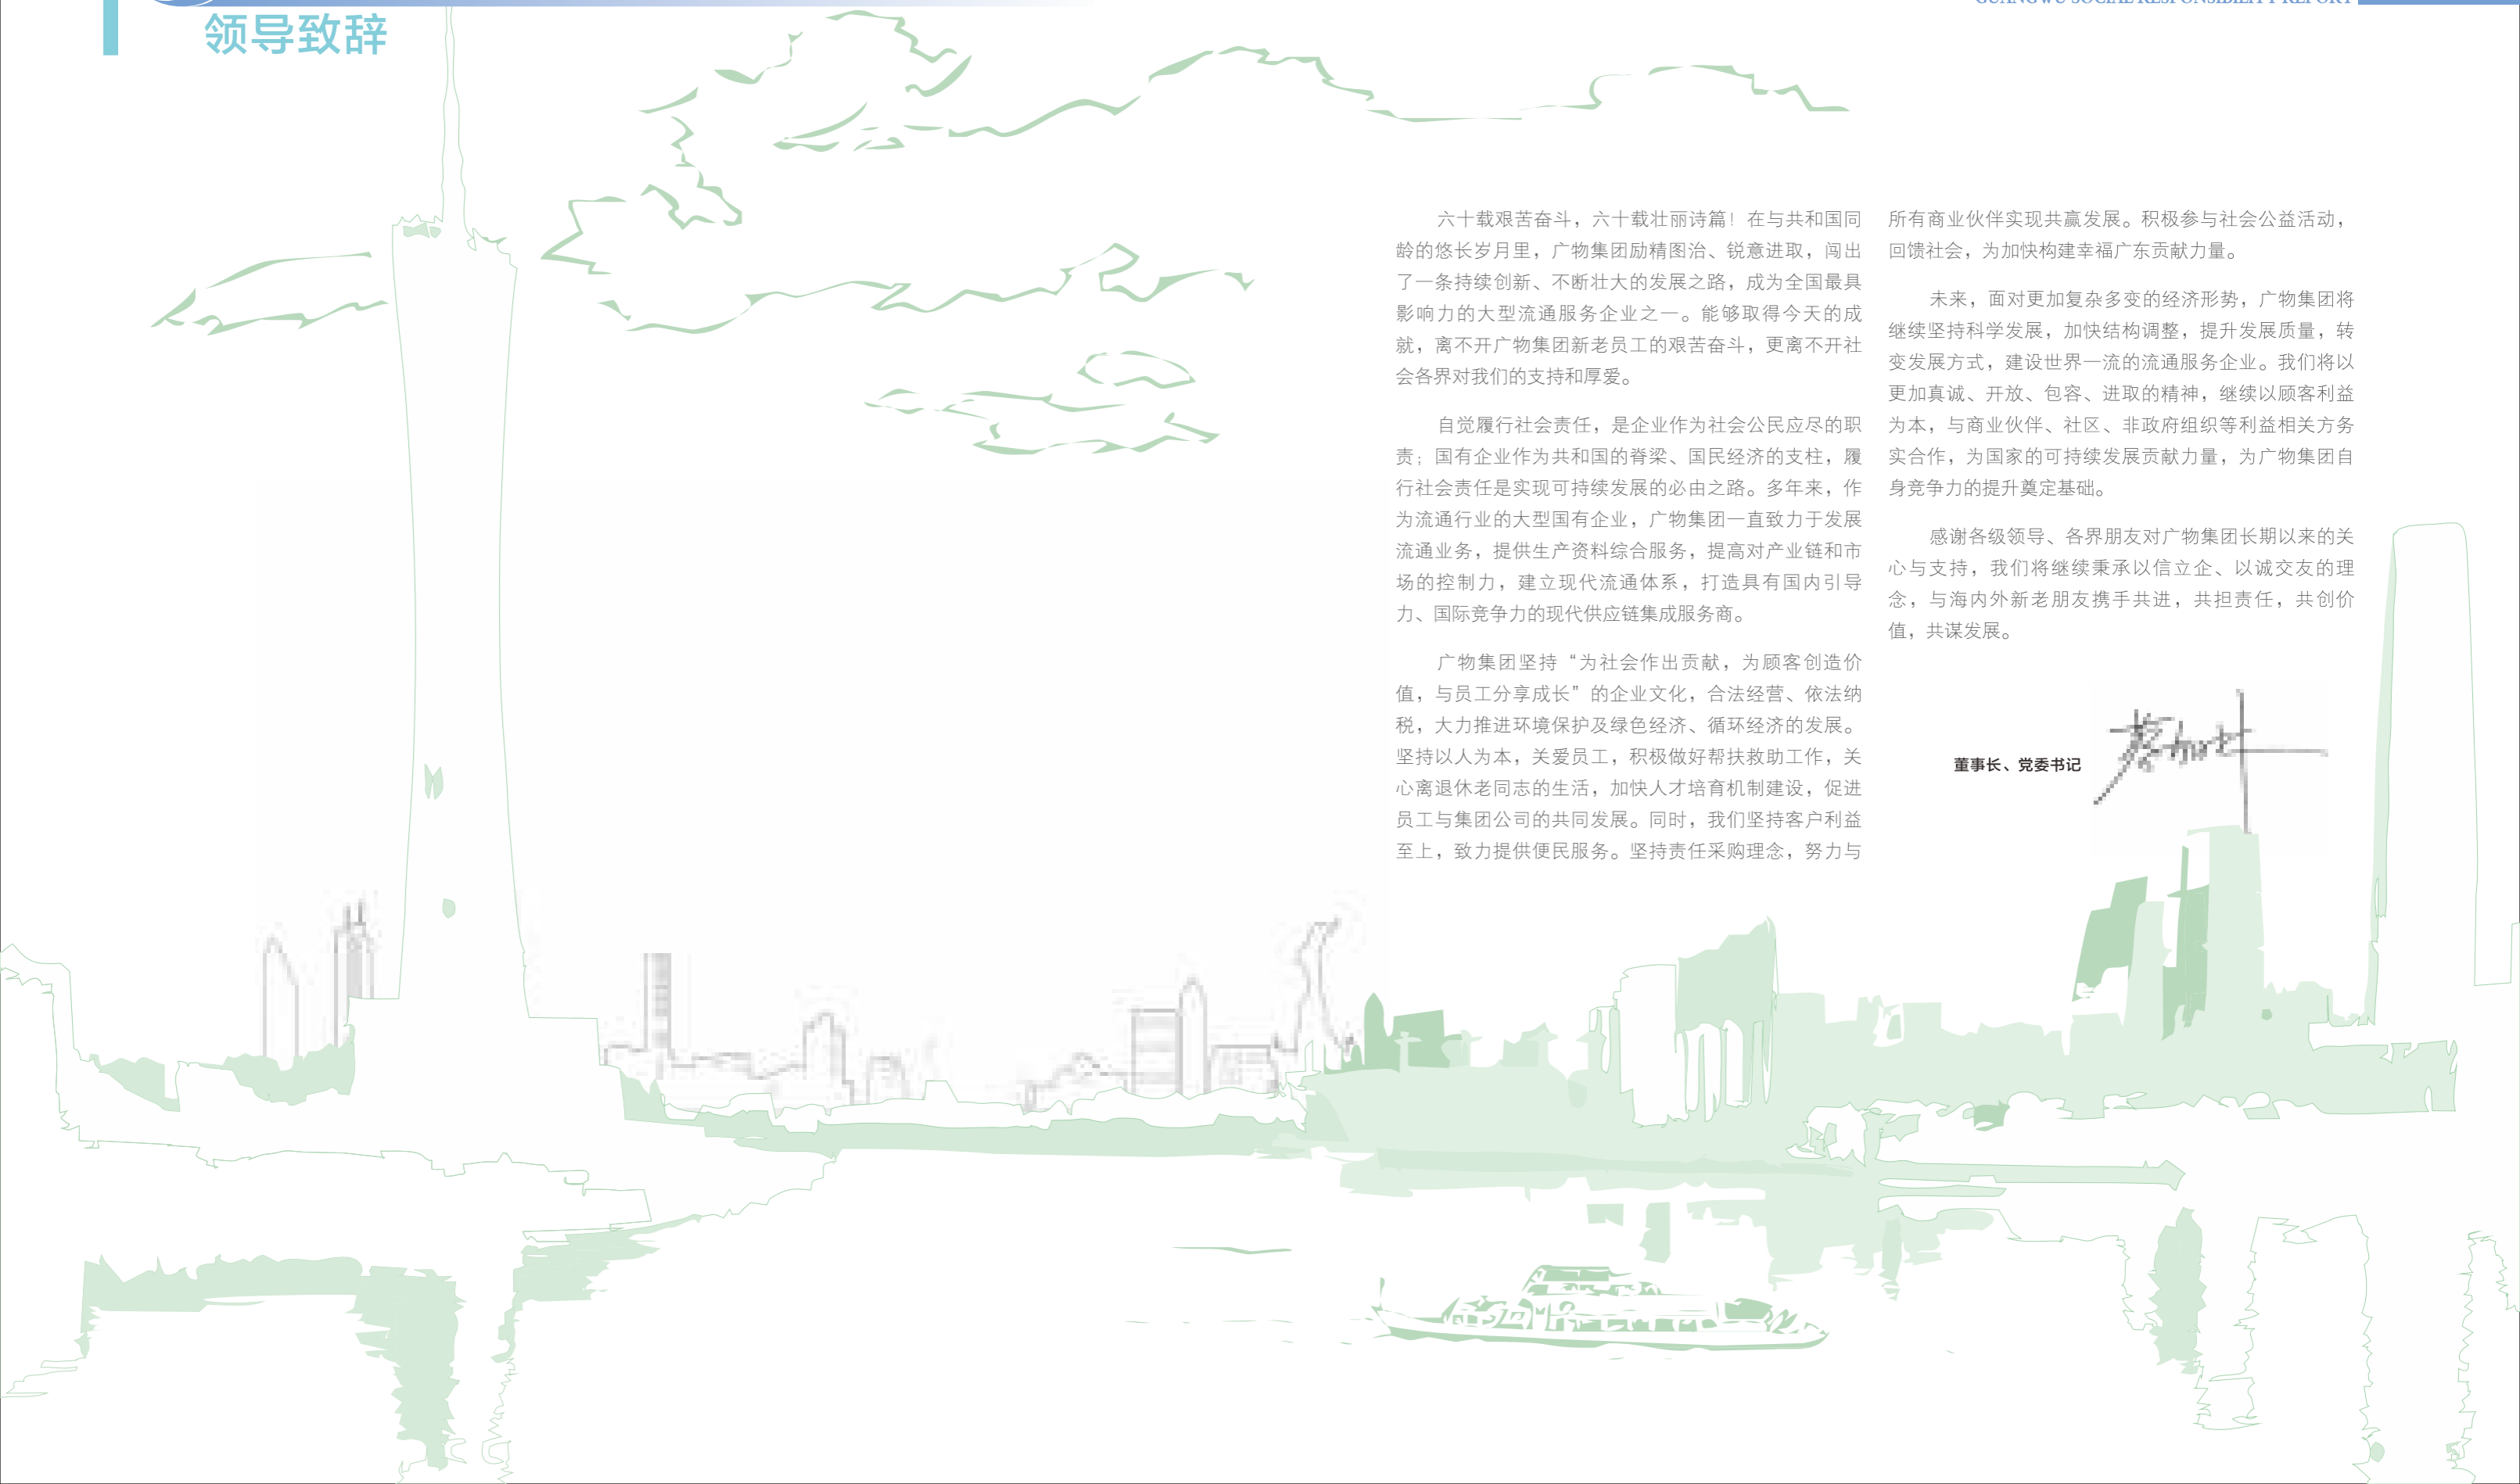 领导致辞
GUANGWU SOCIAL RESPONSIBILITY REPORT
六十载艰苦奋斗，六十载壮丽诗篇！在与共和国同
龄的悠长岁月里，广物集团励精图治、锐意进取，闯出
了一条持续创新、不断壮大的发展之路，成为全国最具
影响力的大型流通服务企业之一。能够取得今天的成
就，离不开广物集团新老员工的艰苦奋斗，更离不开社
会各界对我们的支持和厚爱。
自觉履行社会责任，是企业作为社会公民应尽的职
责；国有企业作为共和国的脊梁、国民经济的支柱，履
行社会责任是实现可持续发展的必由之路。多年来，作
为流通行业的大型国有企业，广物集团一直致力于发展
流通业务，提供生产资料综合服务，提高对产业链和市
场的控制力，建立现代流通体系，打造具有国内引导
力、国际竞争力的现代供应链集成服务商。
广物集团坚持“为社会作出贡献，为顾客创造价
值，与员工分享成长”的企业文化，合法经营、依法纳
税，大力推进环境保护及绿色经济、循环经济的发展。
坚持以人为本，关爱员工，积极做好帮扶救助工作，关
心离退休老同志的生活，加快人才培育机制建设，促进
员工与集团公司的共同发展。同时，我们坚持客户利益
至上，致力提供便民服务。坚持责任采购理念，努力与
所有商业伙伴实现共赢发展。积极参与社会公益活动，
回馈社会，为加快构建幸福广东贡献力量。
未来，面对更加复杂多变的经济形势，广物集团将
继续坚持科学发展，加快结构调整，提升发展质量，转
变发展方式，建设世界一流的流通服务企业。我们将以
更加真诚、开放、包容、进取的精神，继续以顾客利益
为本，与商业伙伴、社区、非政府组织等利益相关方务
实合作，为国家的可持续发展贡献力量，为广物集团自
身竞争力的提升奠定基础。
感谢各级领导、各界朋友对广物集团长期以来的关
心与支持，我们将继续秉承以信立企、以诚交友的理
念，与海内外新老朋友携手共进，共担责任，共创价
值，共谋发展。
董事长、党委书记